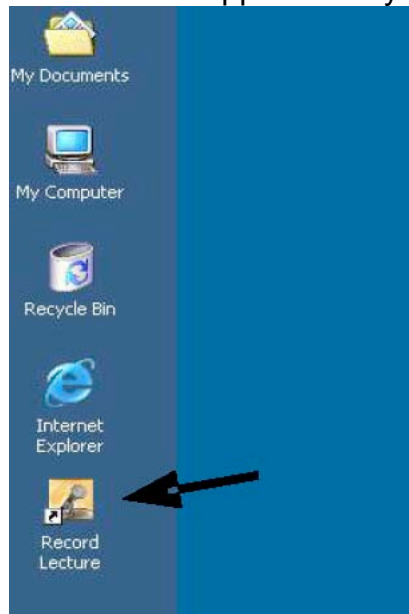 My Documents
My Computer
Recycle Bin
Internet
Explorer
Record
Lecture